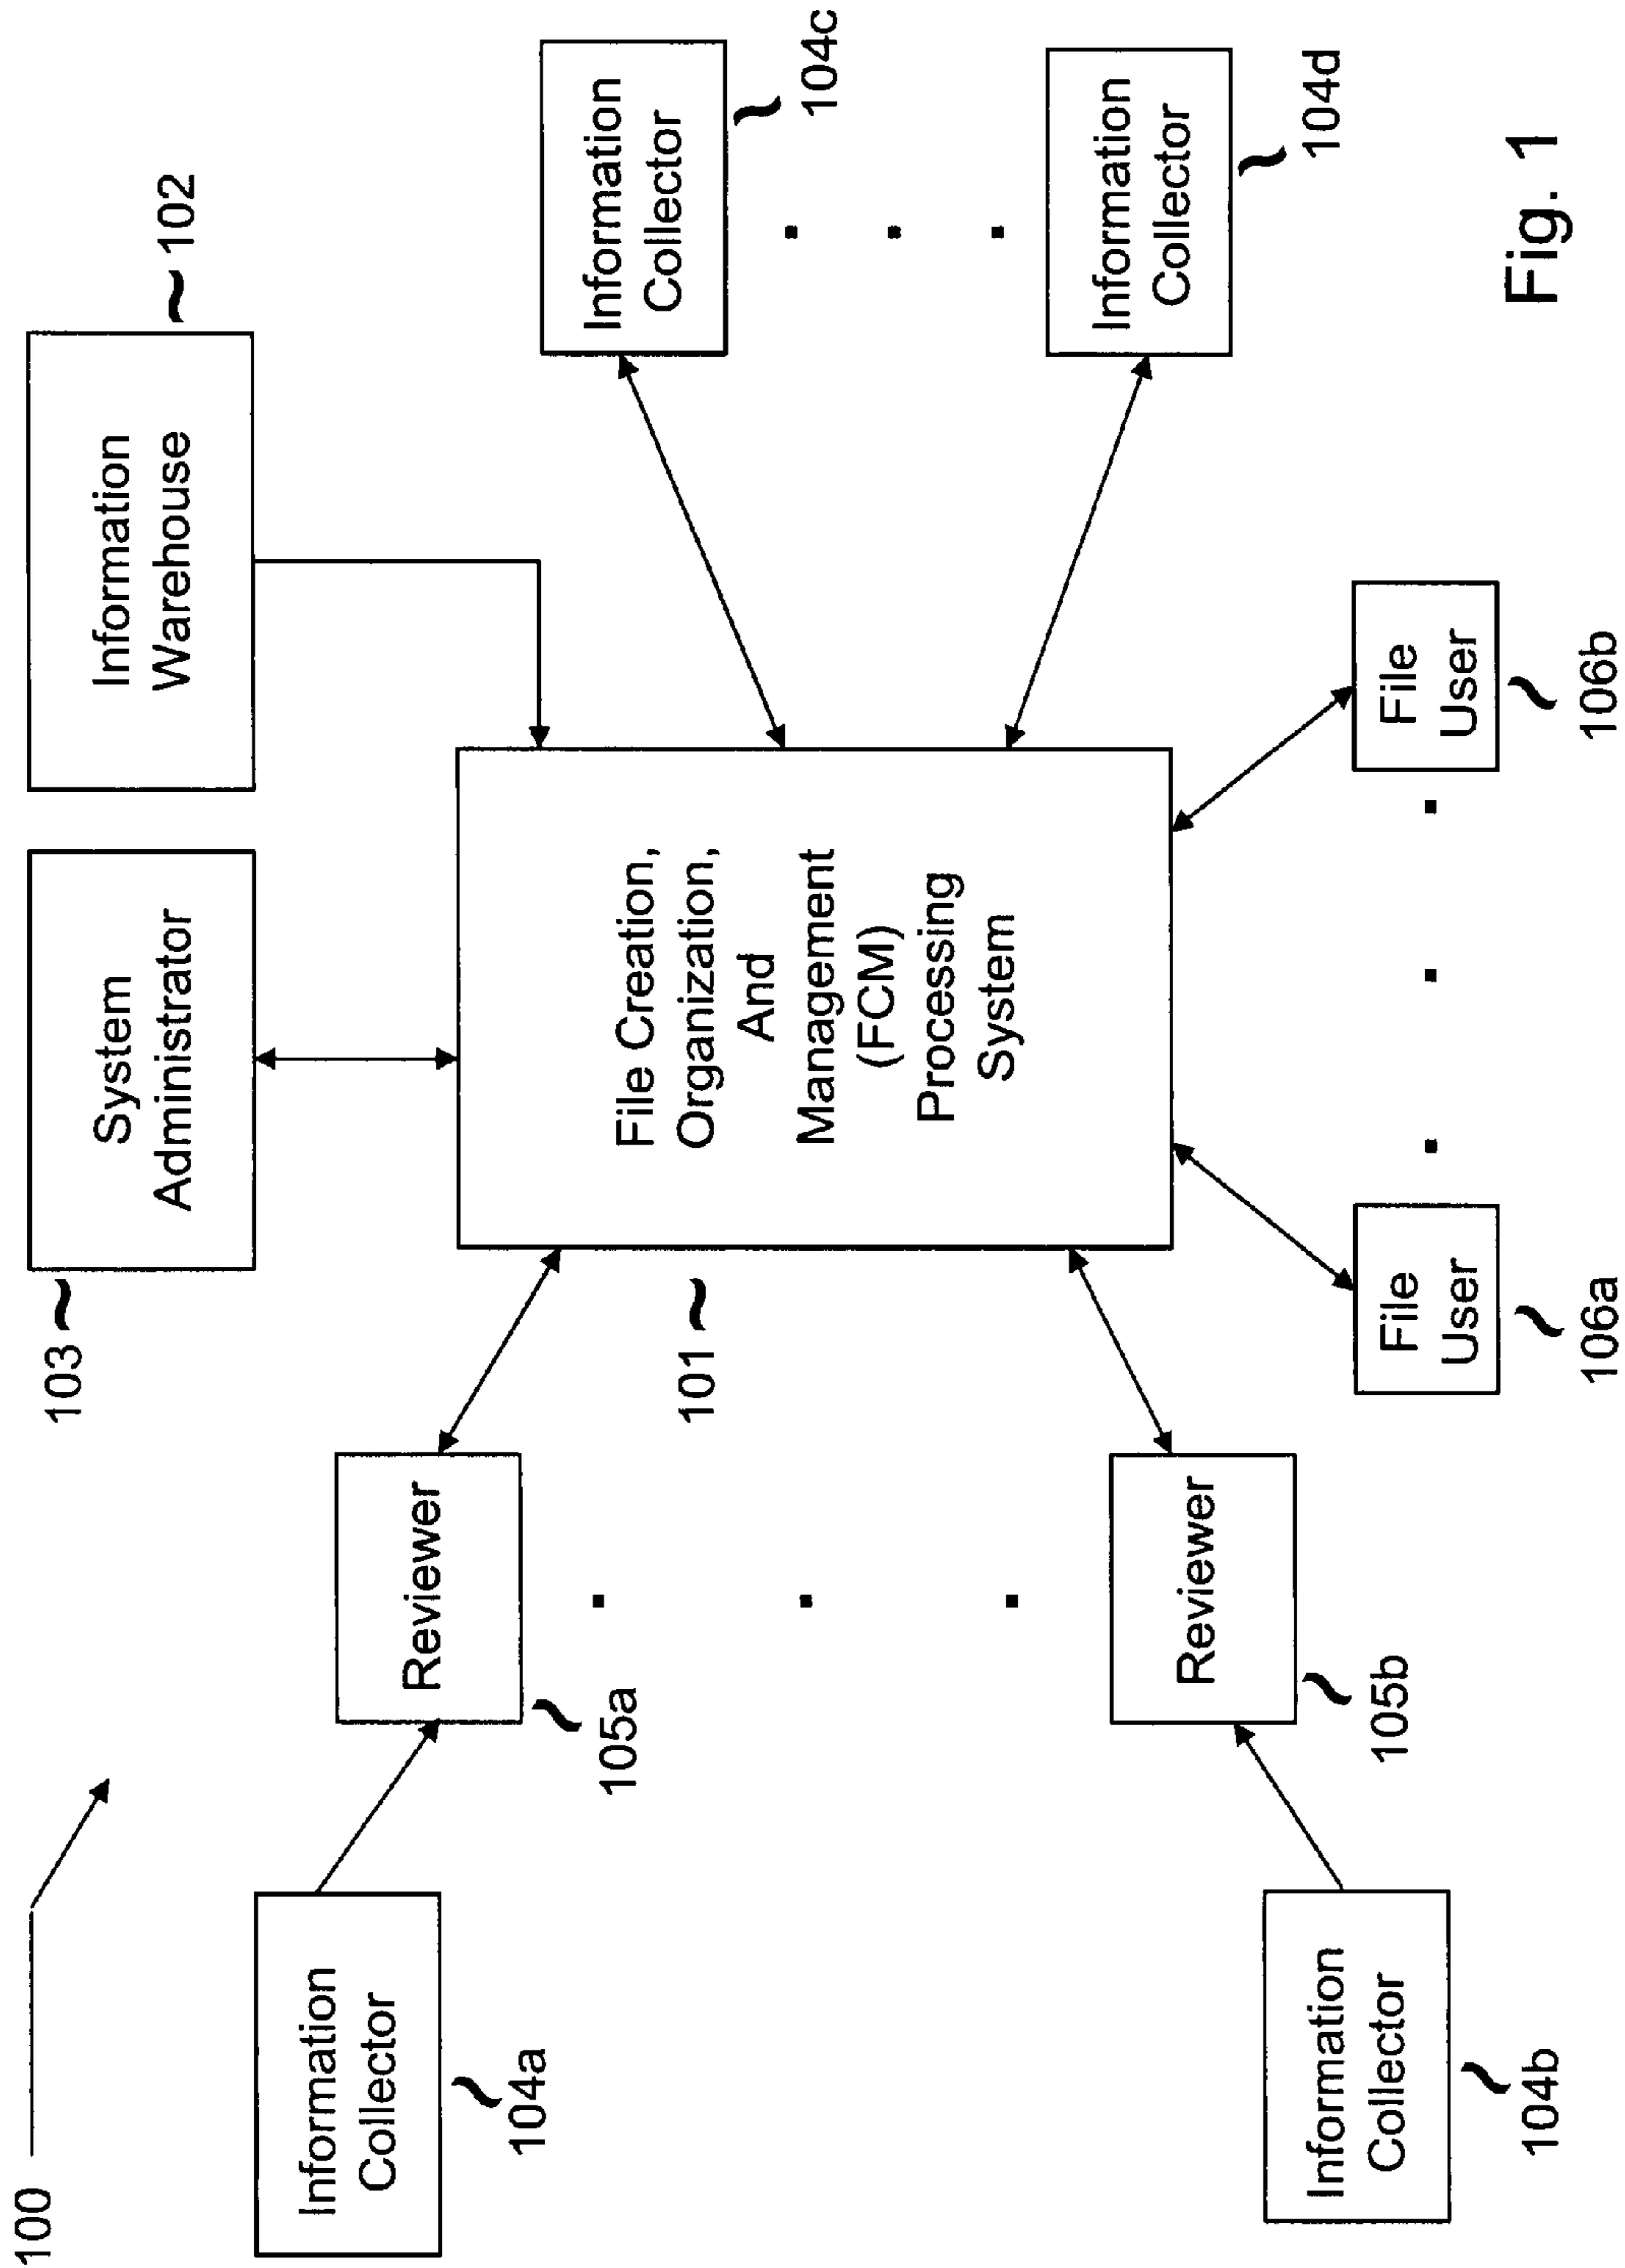 100
103
System
Administrator
Information
Warehouse
102
Information
Collector
104a
Reviewer
105a
101
File Creation,
Organization,
And
Management
(FCM)
Processing
System
Information
Collector
104c
Information
Collector
104b
Reviewer
105b
File
User
106a
File
User
106b
Information
Collector
104d
Fig. 1